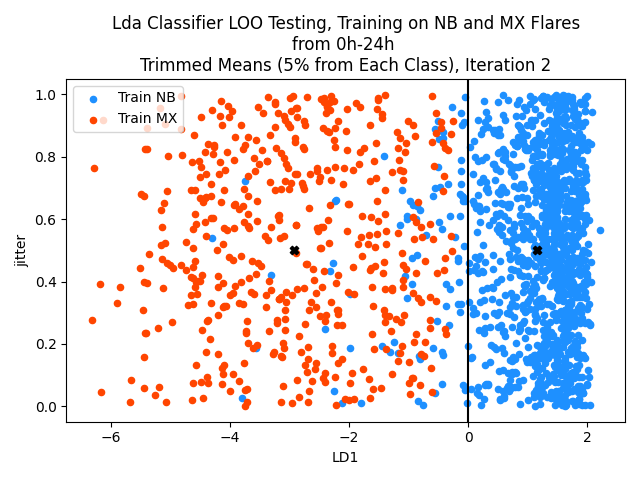 Lda Classifier LOO Testing, Training on NB and MX Flares
from 0h-24h
Trimmed Means (5% from Each Class), Iteration 2
Train NB
Train MX
1.0
0.8
0.6
0.4
0.2
0.0
jitter
−6
−4
−2
0
2
LD1